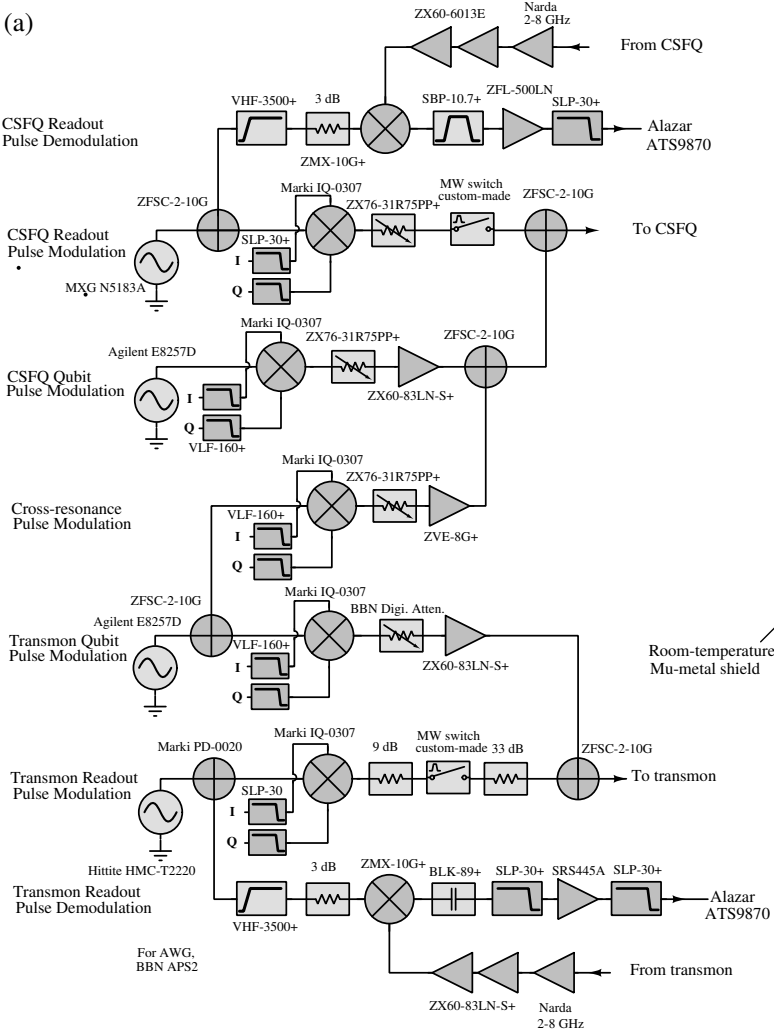 (a)
Narda
2-8 GHz
ZX60-6013E
From CSFQ
VHF-3500+
3 dB
SBP-10.7+
ZFL-500LN
SLP-30+
CSFQ Readout
Pulse Demodulation
Alazar
ATS9870
ZMX-10G+
ZFSC-2-10G
Marki IQ-0307
ZX76-31R75PP+
MW switch
custom-made
ZFSC-2-10G
CSFQ Readout
Pulse Modulation
SLP-30+
I
Q
To CSFQ
MXG N5183A
Marki IQ-0307
Agilent E8257D
ZX76-31R75PP+
ZFSC-2-10G
CSFQ Qubit
Pulse Modulation
I
Q
VLF-160+
ZX60-83LN-S+
Marki IQ-0307
ZX76-31R75PP+
Cross-resonance
Pulse Modulation
VLF-160+
I
Q
ZVE-8G+
ZFSC-2-10G
Marki IQ-0307
Agilent E8257D
BBN Digi. Atten.
Transmon Qubit
Pulse Modulation
VLF-160+
I
Q
ZX60-83LN-S+
Room-temperature
Mu-metal shield
Marki PD-0020
Marki IQ-0307
9 dB
MW switch
custom-made
33 dB
ZFSC-2-10G
Transmon Readout
Pulse Modulation
SLP-30
I
Q
To transmon
Hittite HMC-T2220
3 dB
ZMX-10G+
BLK-89+
SLP-30+
SRS445A
SLP-30+
Transmon Readout
Pulse Demodulation
VHF-3500+
Alazar
ATS9870
For AWG,
BBN APS2
From transmon
ZX60-83LN-S+
Narda
2-8 GHz